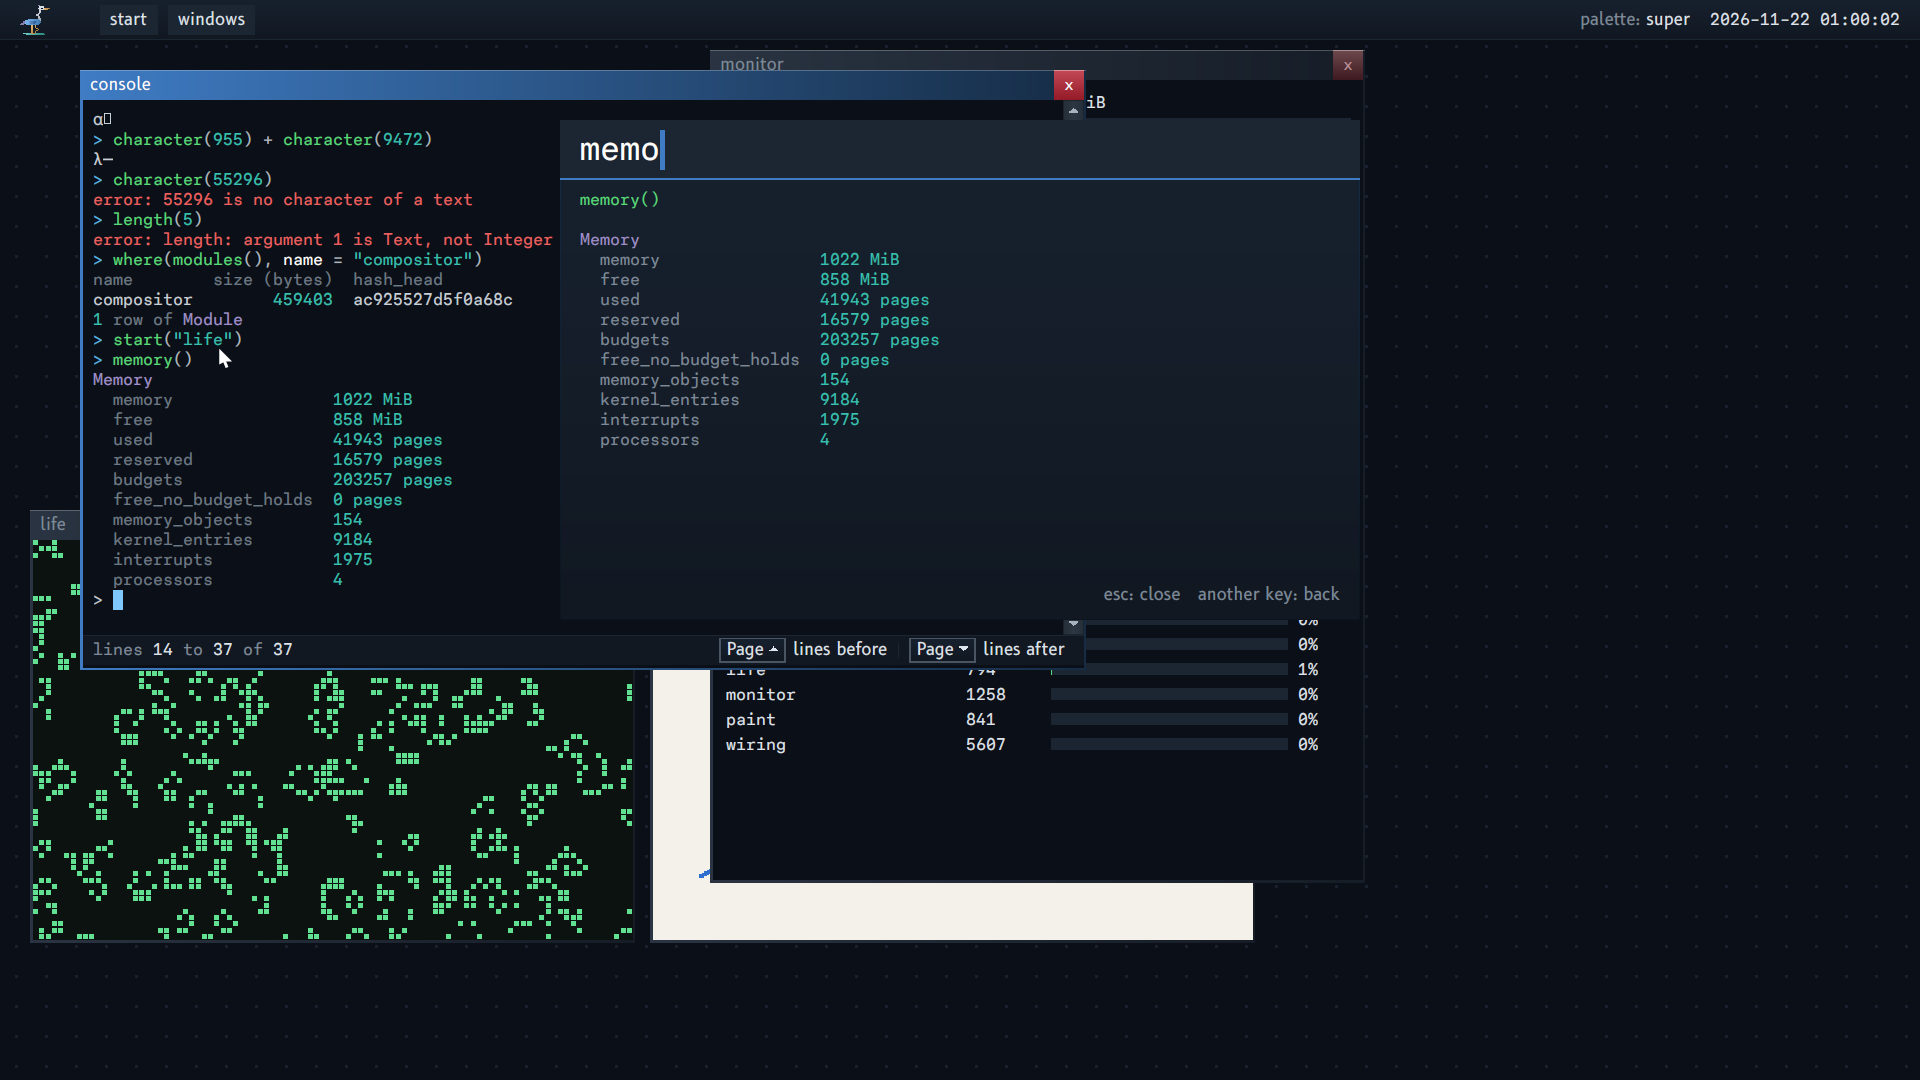 start windows palette: super 2026-11-22 01:00:02
monitor x
iB
console x
α▯
> character(955) + character(9472)
λ─
> character(55296)
error: 55296 is no character of a text
> length(5)
error: length: argument 1 is Text, not Integer
> where(modules(), name = "compositor")
name size (bytes) hash_head
compositor 459403 ac925527d5f0a68c
1 row of Module
> start("life")
> memory()
Memory
memory 1022 MiB
free 858 MiB
used 41943 pages
reserved 16579 pages
budgets 203257 pages
free_no_budget_holds 0 pages
memory_objects 154
kernel_entries 9184
interrupts 1975
processors 4
>
lines 14 to 37 of 37 Page lines before Page lines after
memo
memory()
Memory
memory 1022 MiB
free 858 MiB
used 41943 pages
reserved 16579 pages
budgets 203257 pages
free_no_budget_holds 0 pages
memory_objects 154
kernel_entries 9184
interrupts 1975
processors 4
esc: close another key: back
life
0%
0%
life 794 1%
monitor 1258 0%
paint 841 0%
wiring 5607 0%